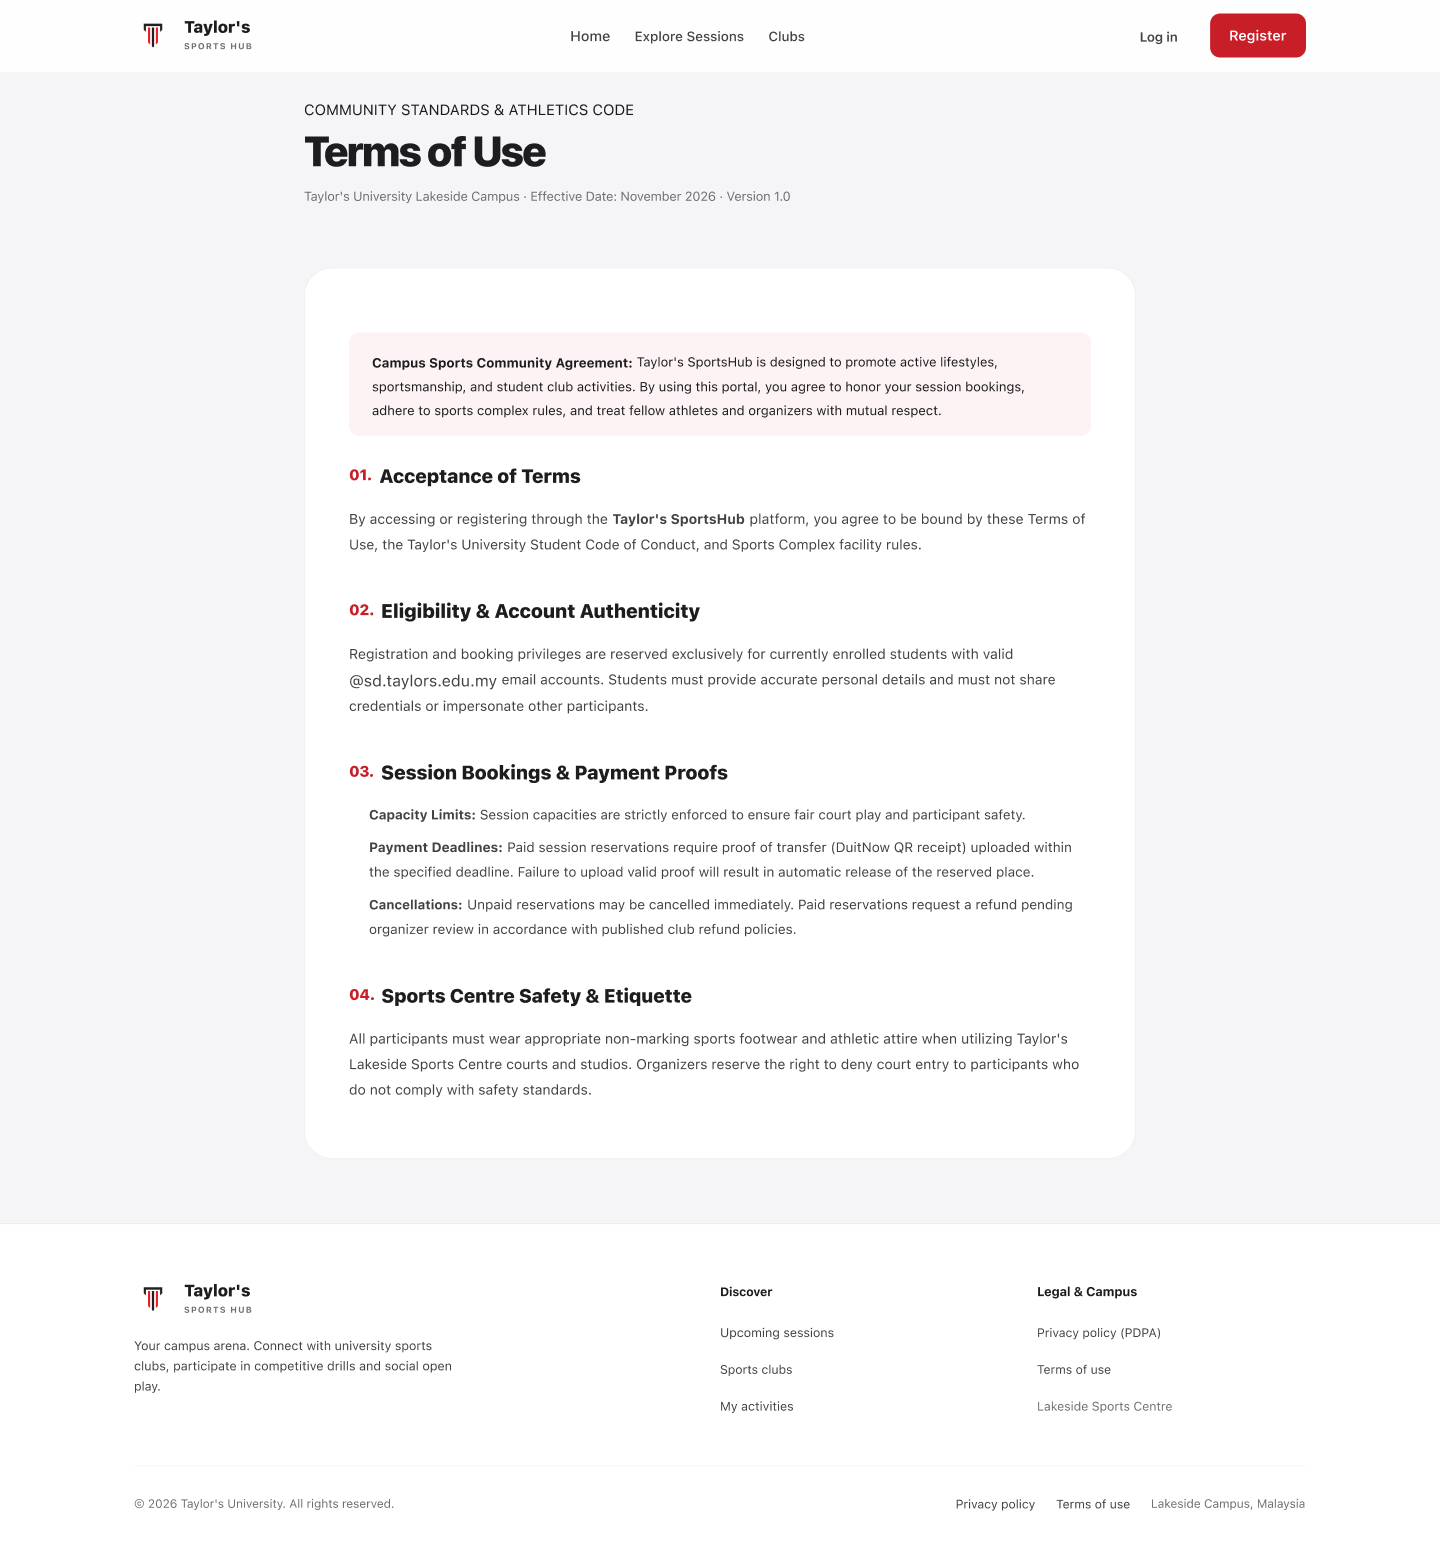 Taylor's
SPORTS HUB
Home
Explore Sessions
Clubs
Log in
Register
COMMUNITY STANDARDS & ATHLETICS CODE
Terms of Use
Taylor's University Lakeside Campus · Effective Date: November 2026 · Version 1.0
Campus Sports Community Agreement: Taylor's SportsHub is designed to promote active lifestyles,
sportsmanship, and student club activities. By using this portal, you agree to honor your session bookings,
adhere to sports complex rules, and treat fellow athletes and organizers with mutual respect.
01. Acceptance of Terms
By accessing or registering through the Taylor's SportsHub platform, you agree to be bound by these Terms of
Use, the Taylor's University Student Code of Conduct, and Sports Complex facility rules.
02. Eligibility & Account Authenticity
Registration and booking privileges are reserved exclusively for currently enrolled students with valid
@sd.taylors.edu.my email accounts. Students must provide accurate personal details and must not share
credentials or impersonate other participants.
03. Session Bookings & Payment Proofs
Capacity Limits: Session capacities are strictly enforced to ensure fair court play and participant safety.
Payment Deadlines: Paid session reservations require proof of transfer (DuitNow QR receipt) uploaded within
the specified deadline. Failure to upload valid proof will result in automatic release of the reserved place.
Cancellations: Unpaid reservations may be cancelled immediately. Paid reservations request a refund pending
organizer review in accordance with published club refund policies.
04. Sports Centre Safety & Etiquette
All participants must wear appropriate non-marking sports footwear and athletic attire when utilizing Taylor's
Lakeside Sports Centre courts and studios. Organizers reserve the right to deny court entry to participants who
do not comply with safety standards.
Taylor's
SPORTS HUB
Your campus arena. Connect with university sports
clubs, participate in competitive drills and social open
play.
Discover
Upcoming sessions
Sports clubs
My activities
Legal & Campus
Privacy policy (PDPA)
Terms of use
Lakeside Sports Centre
© 2026 Taylor's University. All rights reserved.
Privacy policy
Terms of use
Lakeside Campus, Malaysia